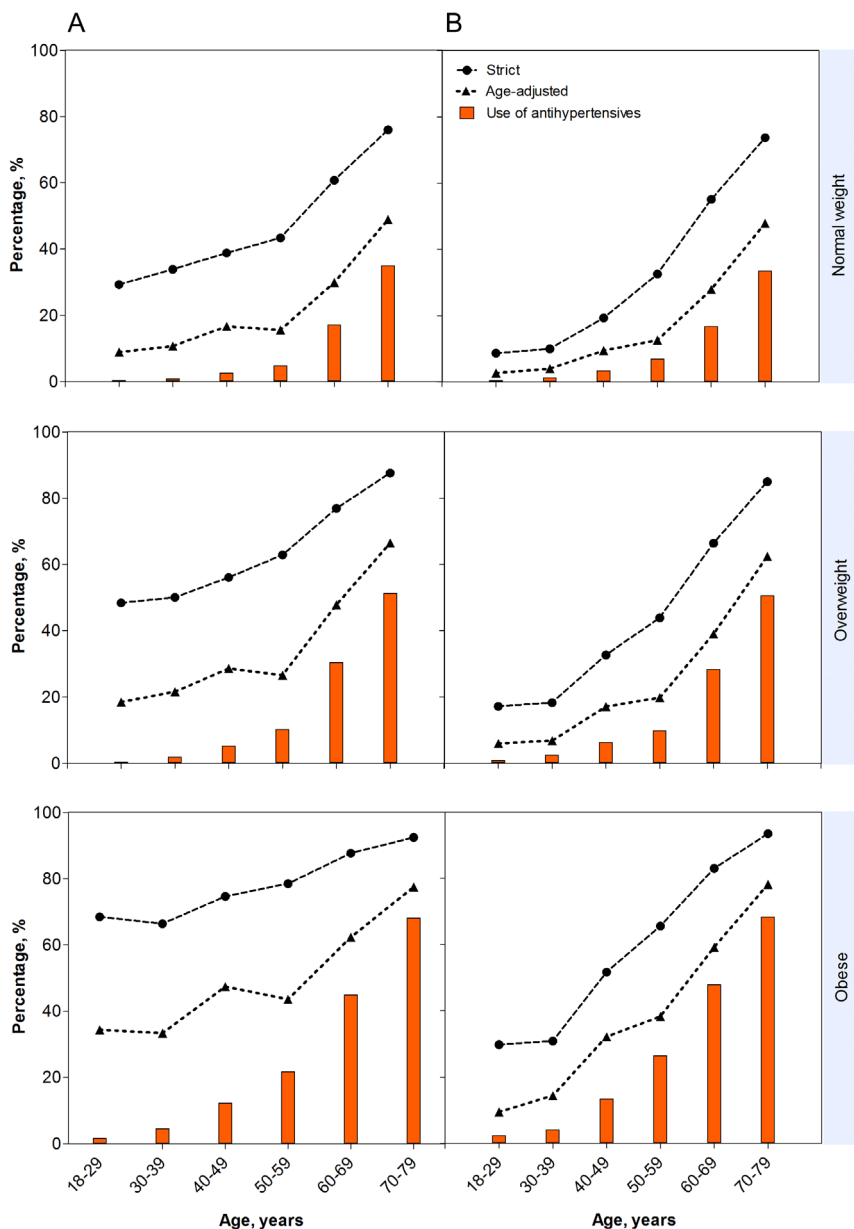 A
B
100
80
60
40
20
0
Percentage, %
Strict
Age-adjusted
Use of antihypertensives
Normal weight
100
80
60
40
20
0
Percentage, %
Overweight
100
80
60
40
20
0
Percentage, %
Obese
18-29
30-39
40-49
50-59
60-69
70-79
18-29
30-39
40-49
50-59
60-69
70-79
Age, years
Age, years